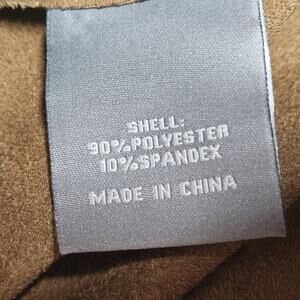 SHELL:
90%POLYESTER
10%SPANDEX
MADE IN CHINA